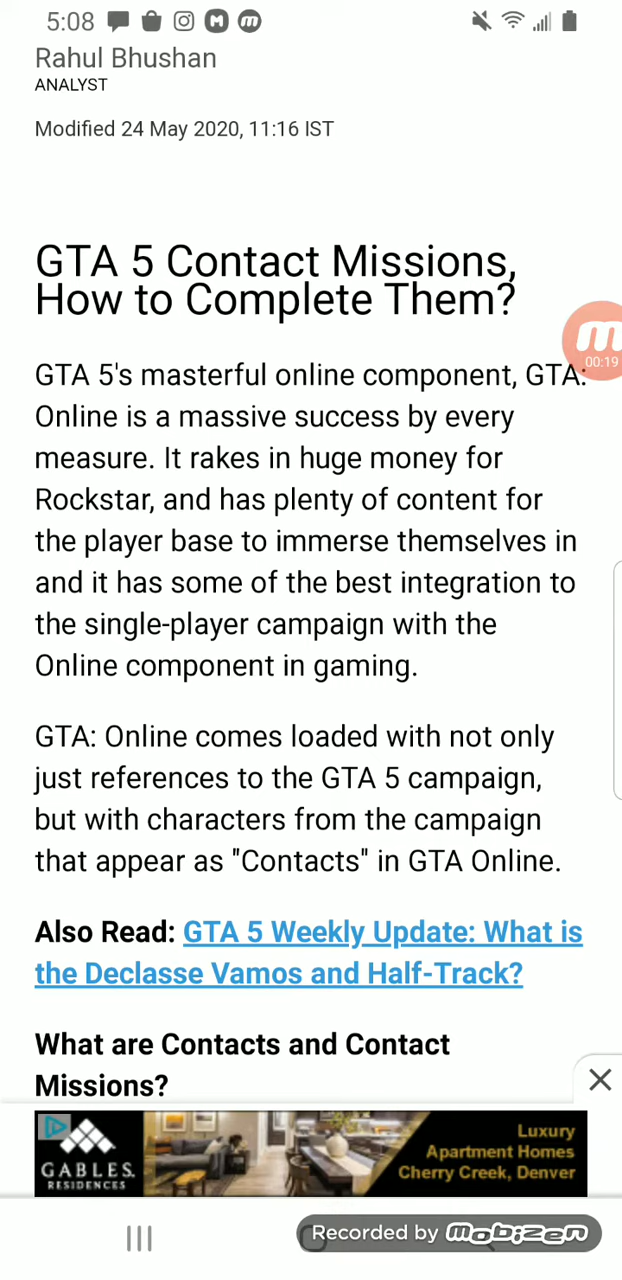 5:08
Rahul Bhushan
ANALYST
Modified 24 May 2020, 11:16 IST
GTA 5 Contact Missions,
How to Complete Them?
00:19
GTA 5's masterful online component, GTA:
Online is a massive success by every
measure. It rakes in huge money for
Rockstar, and has plenty of content for
the player base to immerse themselves in
and it has some of the best integration to
the single-player campaign with the
Online component in gaming.
GTA: Online comes loaded with not only
just references to the GTA 5 campaign,
but with characters from the campaign
that appear as "Contacts" in GTA Online.
Also Read: GTA 5 Weekly Update: What is
the Declasse Vamos and Half-Track?
What are Contacts and Contact
Missions?
GABLES.
RESIDENCES
Luxury
Apartment Homes
Cherry Creek, Denver
Recorded by mobizen